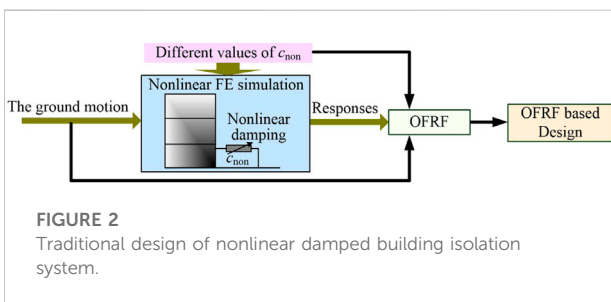 Different values of c_non
Nonlinear FE simulation
The ground motion
Nonlinear
damping
c_non
Responses
OFRF
OFRF based
Design
FIGURE 2
Traditional design of nonlinear damped building isolation
system.